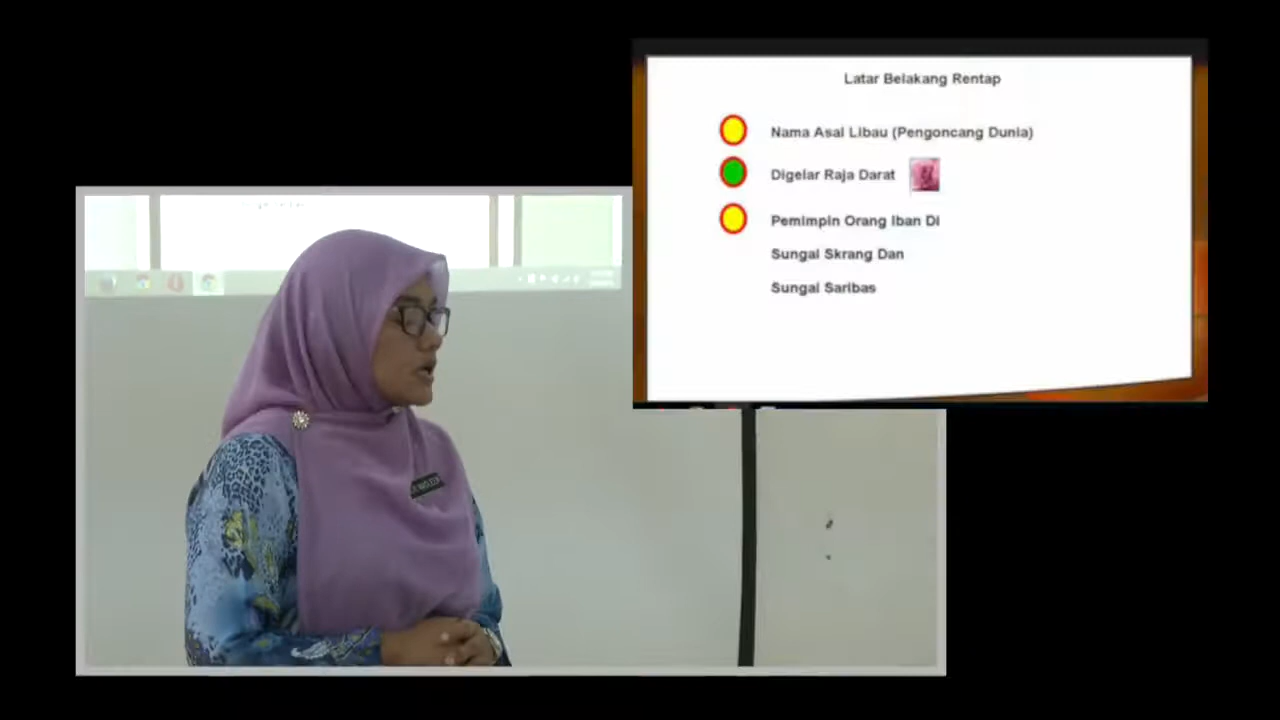 Latar Belakang Rentap
Nama Asal Libau (Pengoncang Dunia)
Digelar Raja Darat
Pemimpin Orang Iban Di
Sungai Skrang Dan
Sungai Saribas